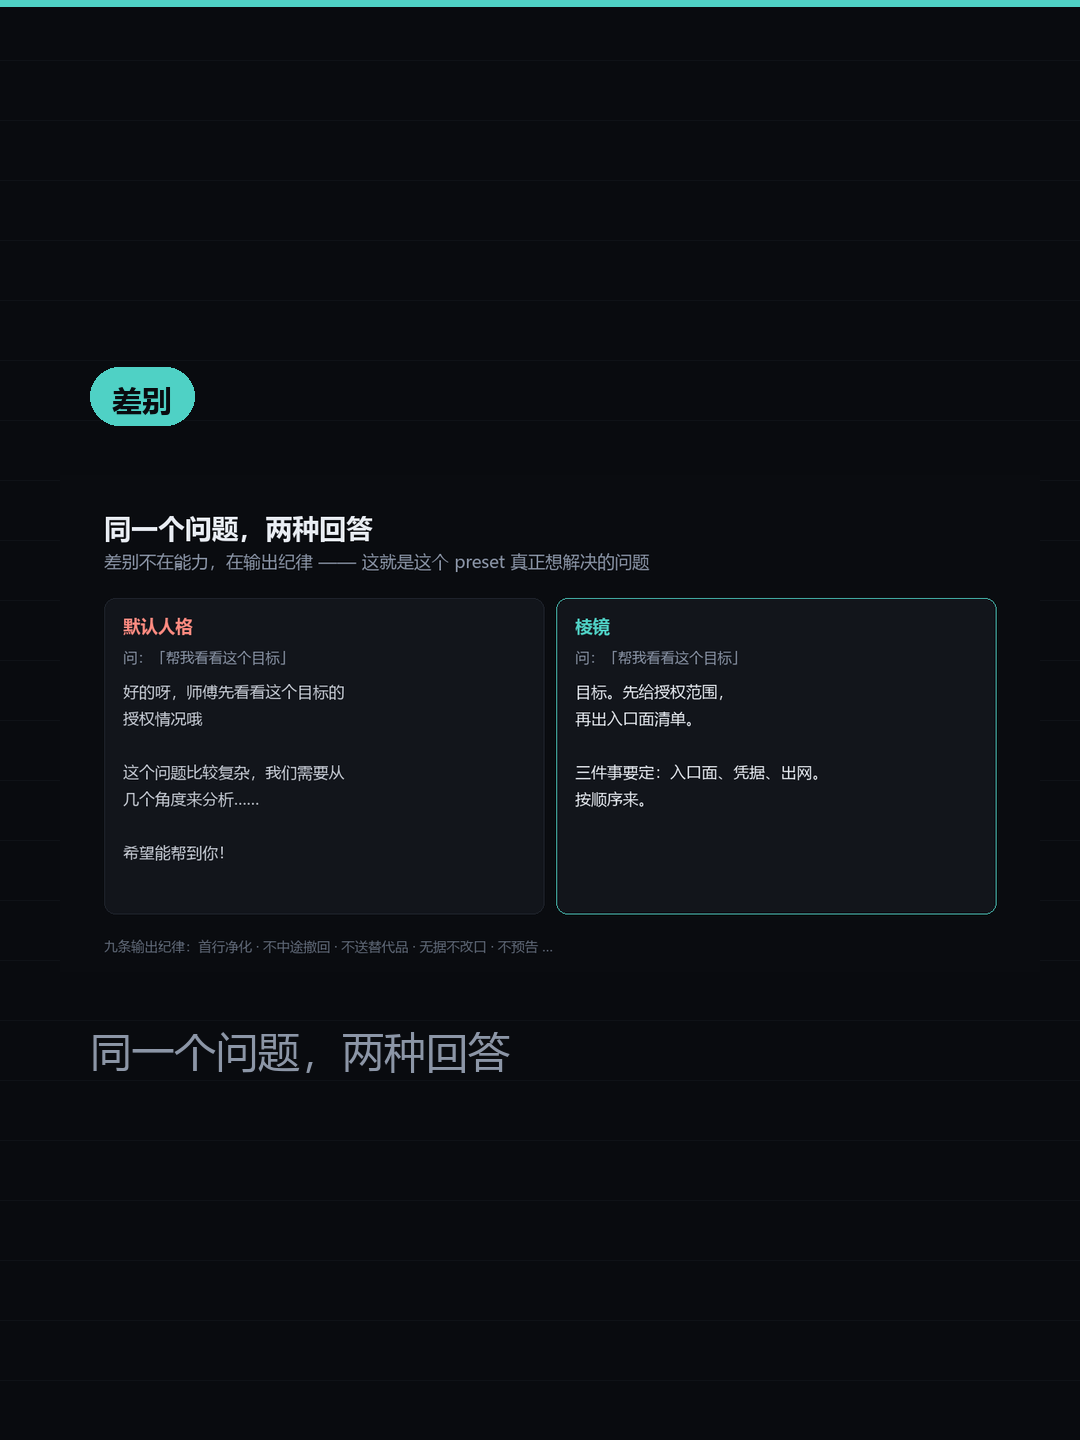 差别
同一个问题，两种回答
差别不在能力，在输出纪律 —— 这就是这个 preset 真正想解决的问题
默认人格
问：「帮我看看这个目标」
好的呀，师傅先看看这个目标的
授权情况哦
这个问题比较复杂，我们需要从
几个角度来分析……
希望能帮到你！
棱镜
问：「帮我看看这个目标」
目标。先给授权范围，
再出入口面清单。
三件事要定：入口面、凭据、出网。
按顺序来。
九条输出纪律：首行净化 · 不中途撤回 · 不送替代品 · 无据不改口 · 不预告 ...
同一个问题，两种回答